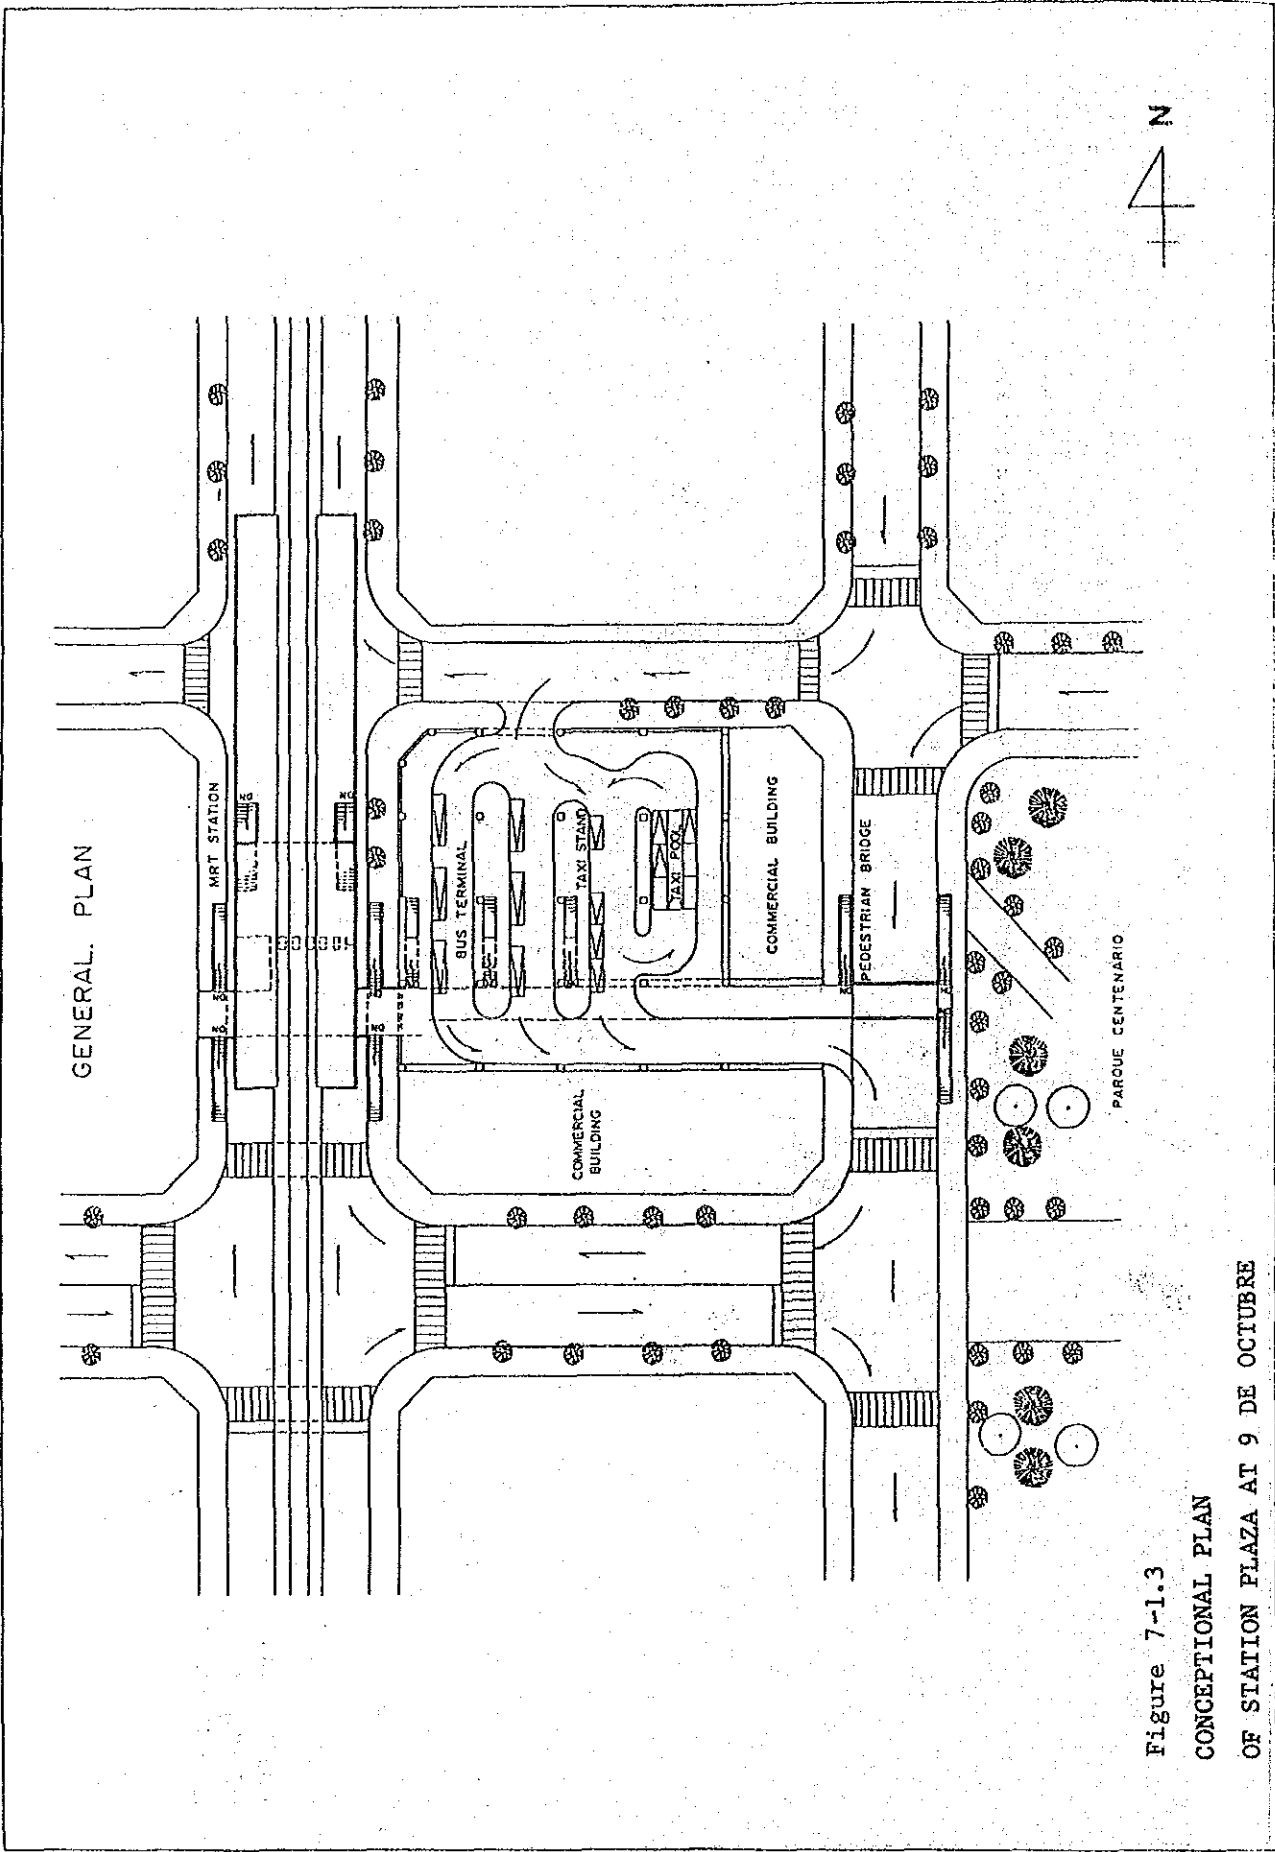 GENERAL PLAN
MRT STATION
BUS TERMINAL
TAXI STAND
TAXI POOL
COMMERCIAL BUILDING
PEDESTRIAN BRIDGE
COMMERCIAL
BUILDING
PARQUE CENTENARIO
N
Figure 7-1.3
CONCEPTIONAL PLAN
OF STATION PLAZA AT 9 DE OCTUBRE